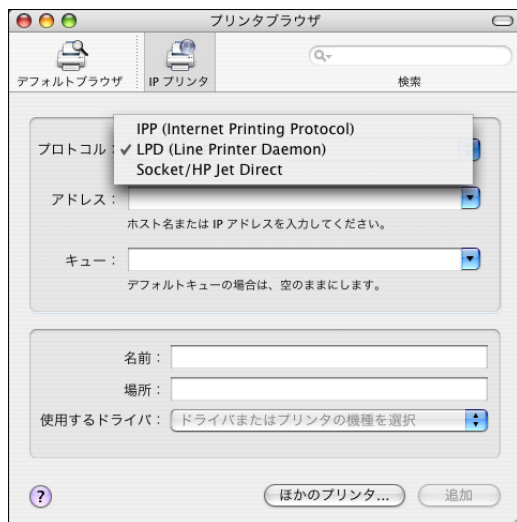 プリンタブラウザ
デフォルトブラウザ
IP プリンタ
検索
プロトコル：
IPP (Internet Printing Protocol)
✓ LPD (Line Printer Daemon)
Socket/HP Jet Direct
アドレス：
ホスト名または IP アドレスを入力してください。
キュー：
デフォルトキューの場合は、空のままにします。
名前：
場所：
使用するドライバ： ドライバまたはプリンタの機種を選択
? ほかのプリンタ... 追加